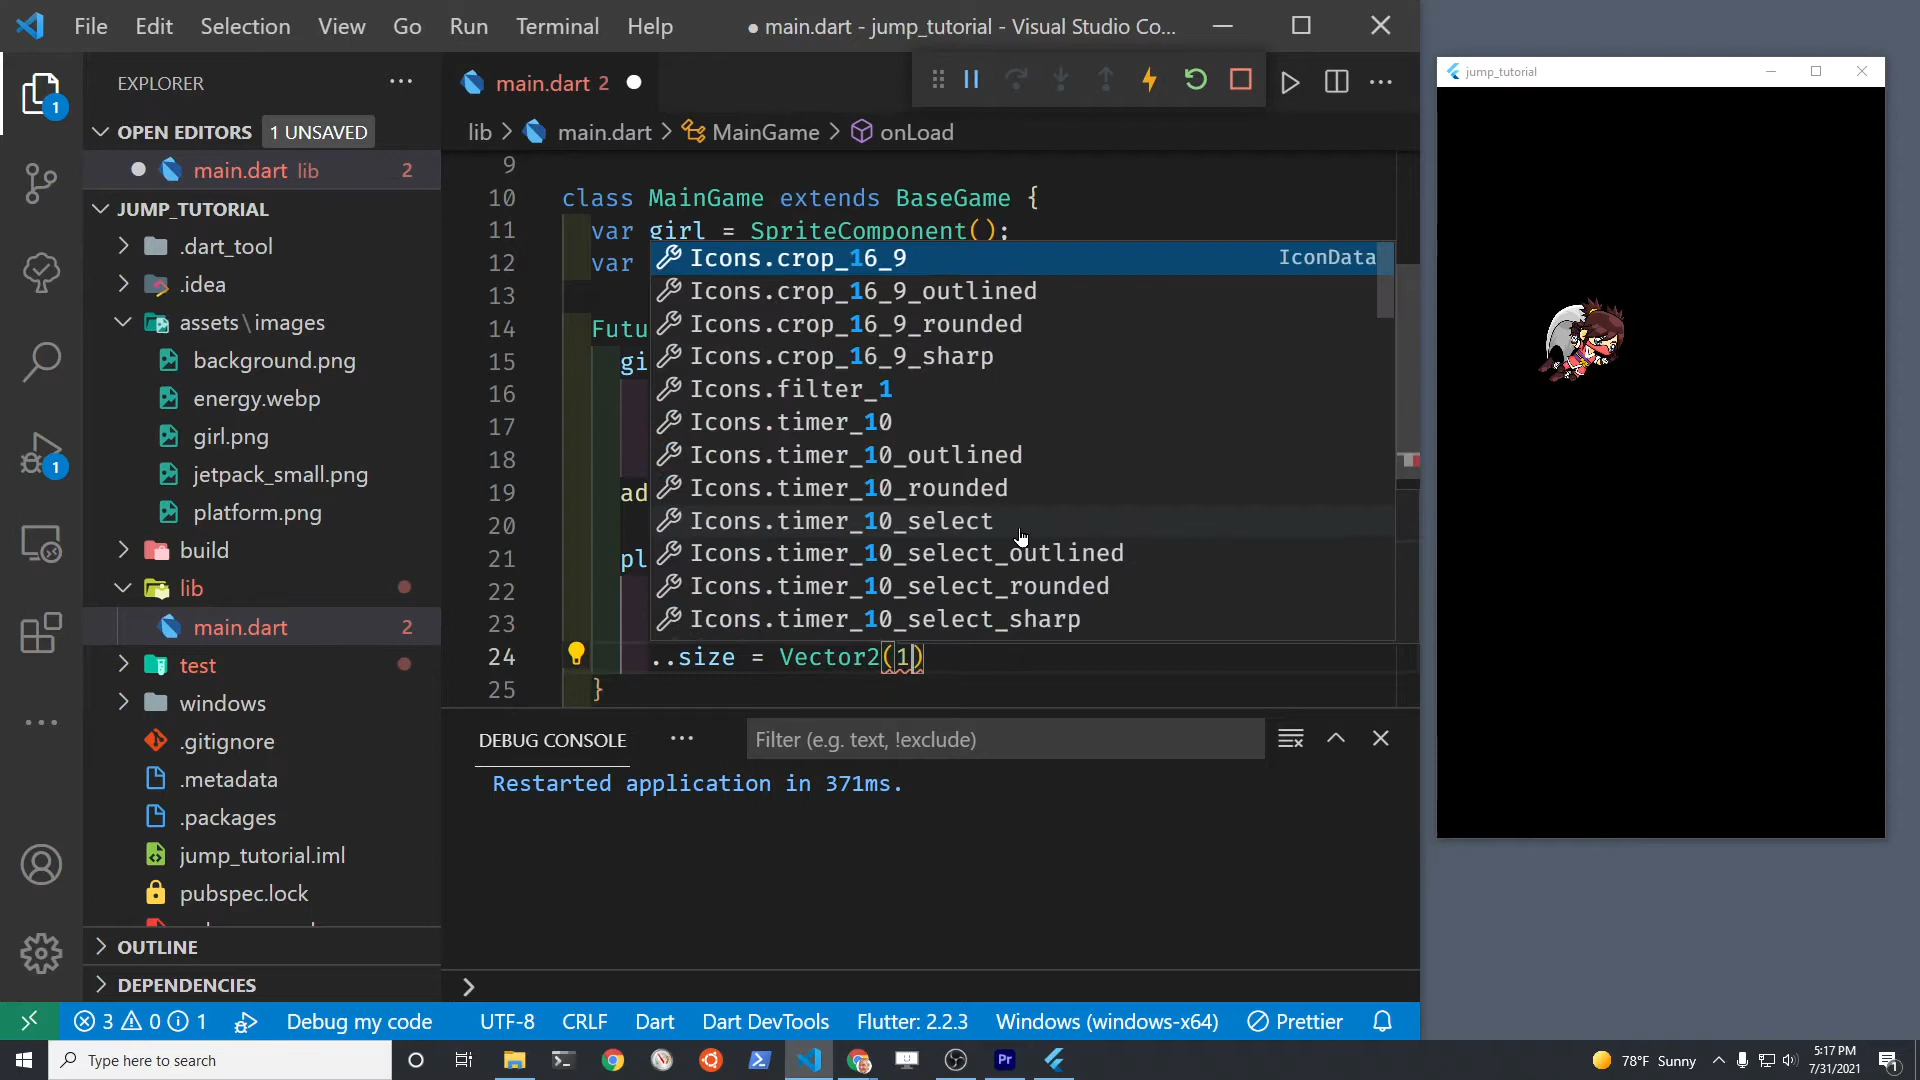 File Edit Selection View Go Run Terminal Help
● main.dart - jump_tutorial - Visual Studio Co...
jump_tutorial
EXPLORER
main.dart 2
OPEN EDITORS 1 UNSAVED
lib > main.dart > MainGame > onLoad
main.dart lib 2
JUMP_TUTORIAL
.dart_tool
.idea
assets\images
background.png
energy.webp
girl.png
jetpack_small.png
platform.png
build
lib
main.dart 2
test
windows
.gitignore
.metadata
.packages
jump_tutorial.iml
pubspec.lock
OUTLINE
DEPENDENCIES
1
1
9
10 class MainGame extends BaseGame {
11 var girl = SpriteComponent();
12 var
13
14 Futu
15 gi
16
17
18
19 ad
20
21 pl
22
23
24 ..size = Vector2(1)
25 }
Icons.crop_16_9 IconData
Icons.crop_16_9_outlined
Icons.crop_16_9_rounded
Icons.crop_16_9_sharp
Icons.filter_1
Icons.timer_10
Icons.timer_10_outlined
Icons.timer_10_rounded
Icons.timer_10_select
Icons.timer_10_select_outlined
Icons.timer_10_select_rounded
Icons.timer_10_select_sharp
DEBUG CONSOLE
Filter (e.g. text, !exclude)
Restarted application in 371ms.
3 0 1 Debug my code UTF-8 CRLF Dart Dart DevTools Flutter: 2.2.3 Windows (windows-x64) Prettier
Type here to search
Pr
78°F Sunny
5:17 PM
7/31/2021
1